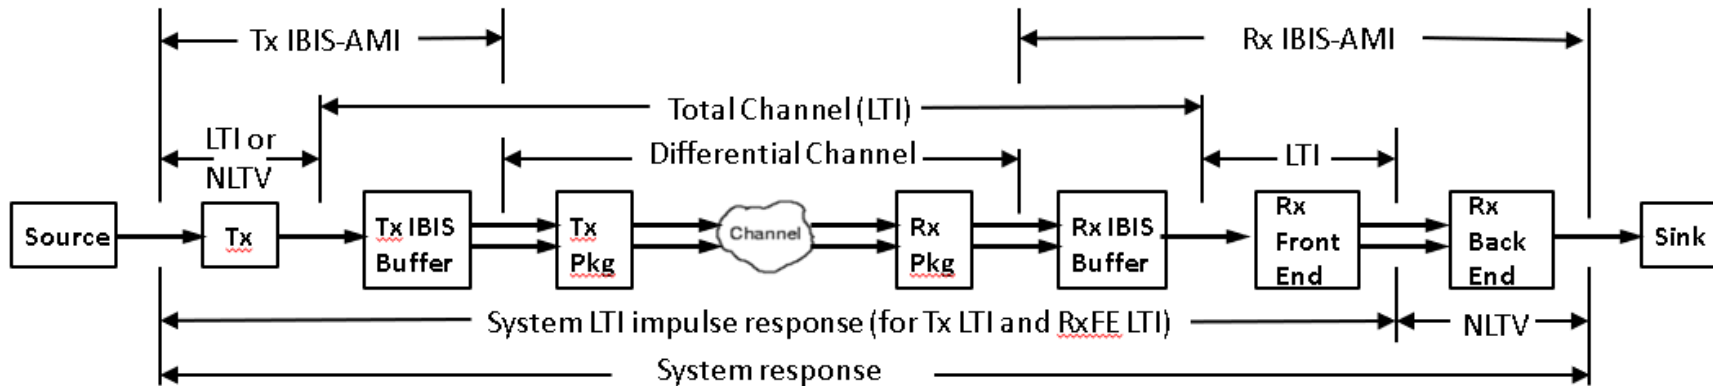 Tx IBIS-AMI
Rx IBIS-AMI
Total Channel (LTI)
LTI or
NLTV
Differential Channel
LTI
Source
Tx
Tx IBIS
Buffer
Tx
Pkg
Channel
Rx
Pkg
Rx IBIS
Buffer
Rx
Front
End
Rx
Back
End
Sink
System LTI impulse response (for Tx LTI and RxFE LTI)
NLTV
System response